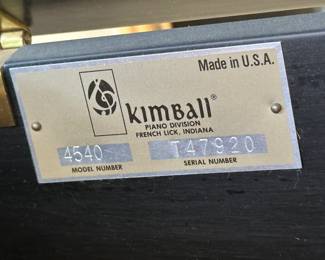 Made in U.S.A.
Kimball®
PIANO DIVISION
FRENCH LICK, INDIANA
4540 T47920
MODEL NUMBER SERIAL NUMBER